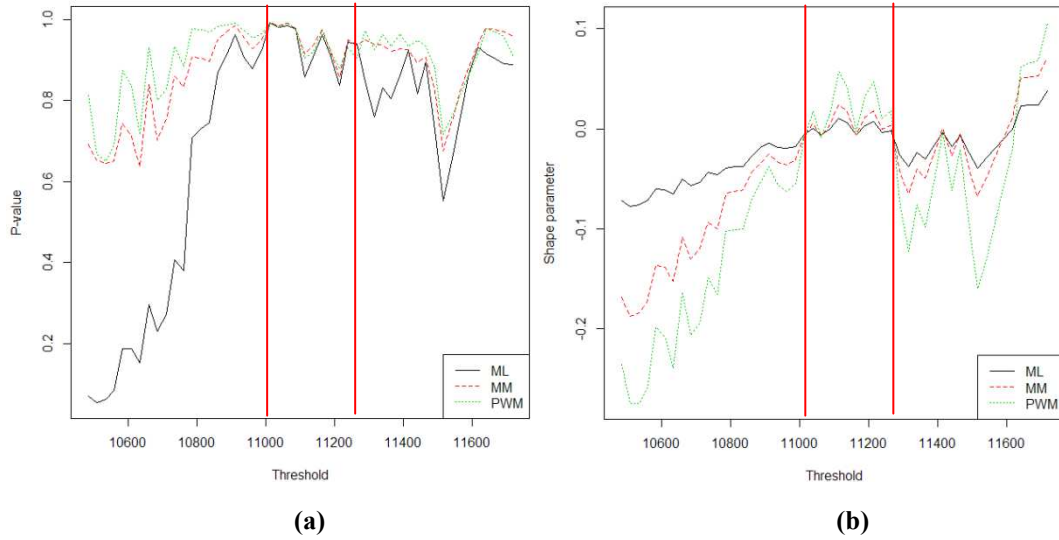 1.0
0.8
0.6
0.4
0.2
P-value
10600 10800 11000 11200 11400 11600
Threshold
ML
MM
PWM
(a)
0.1
0.0
-0.1
-0.2
Shape parameter
10600 10800 11000 11200 11400 11600
Threshold
ML
MM
PWM
(b)